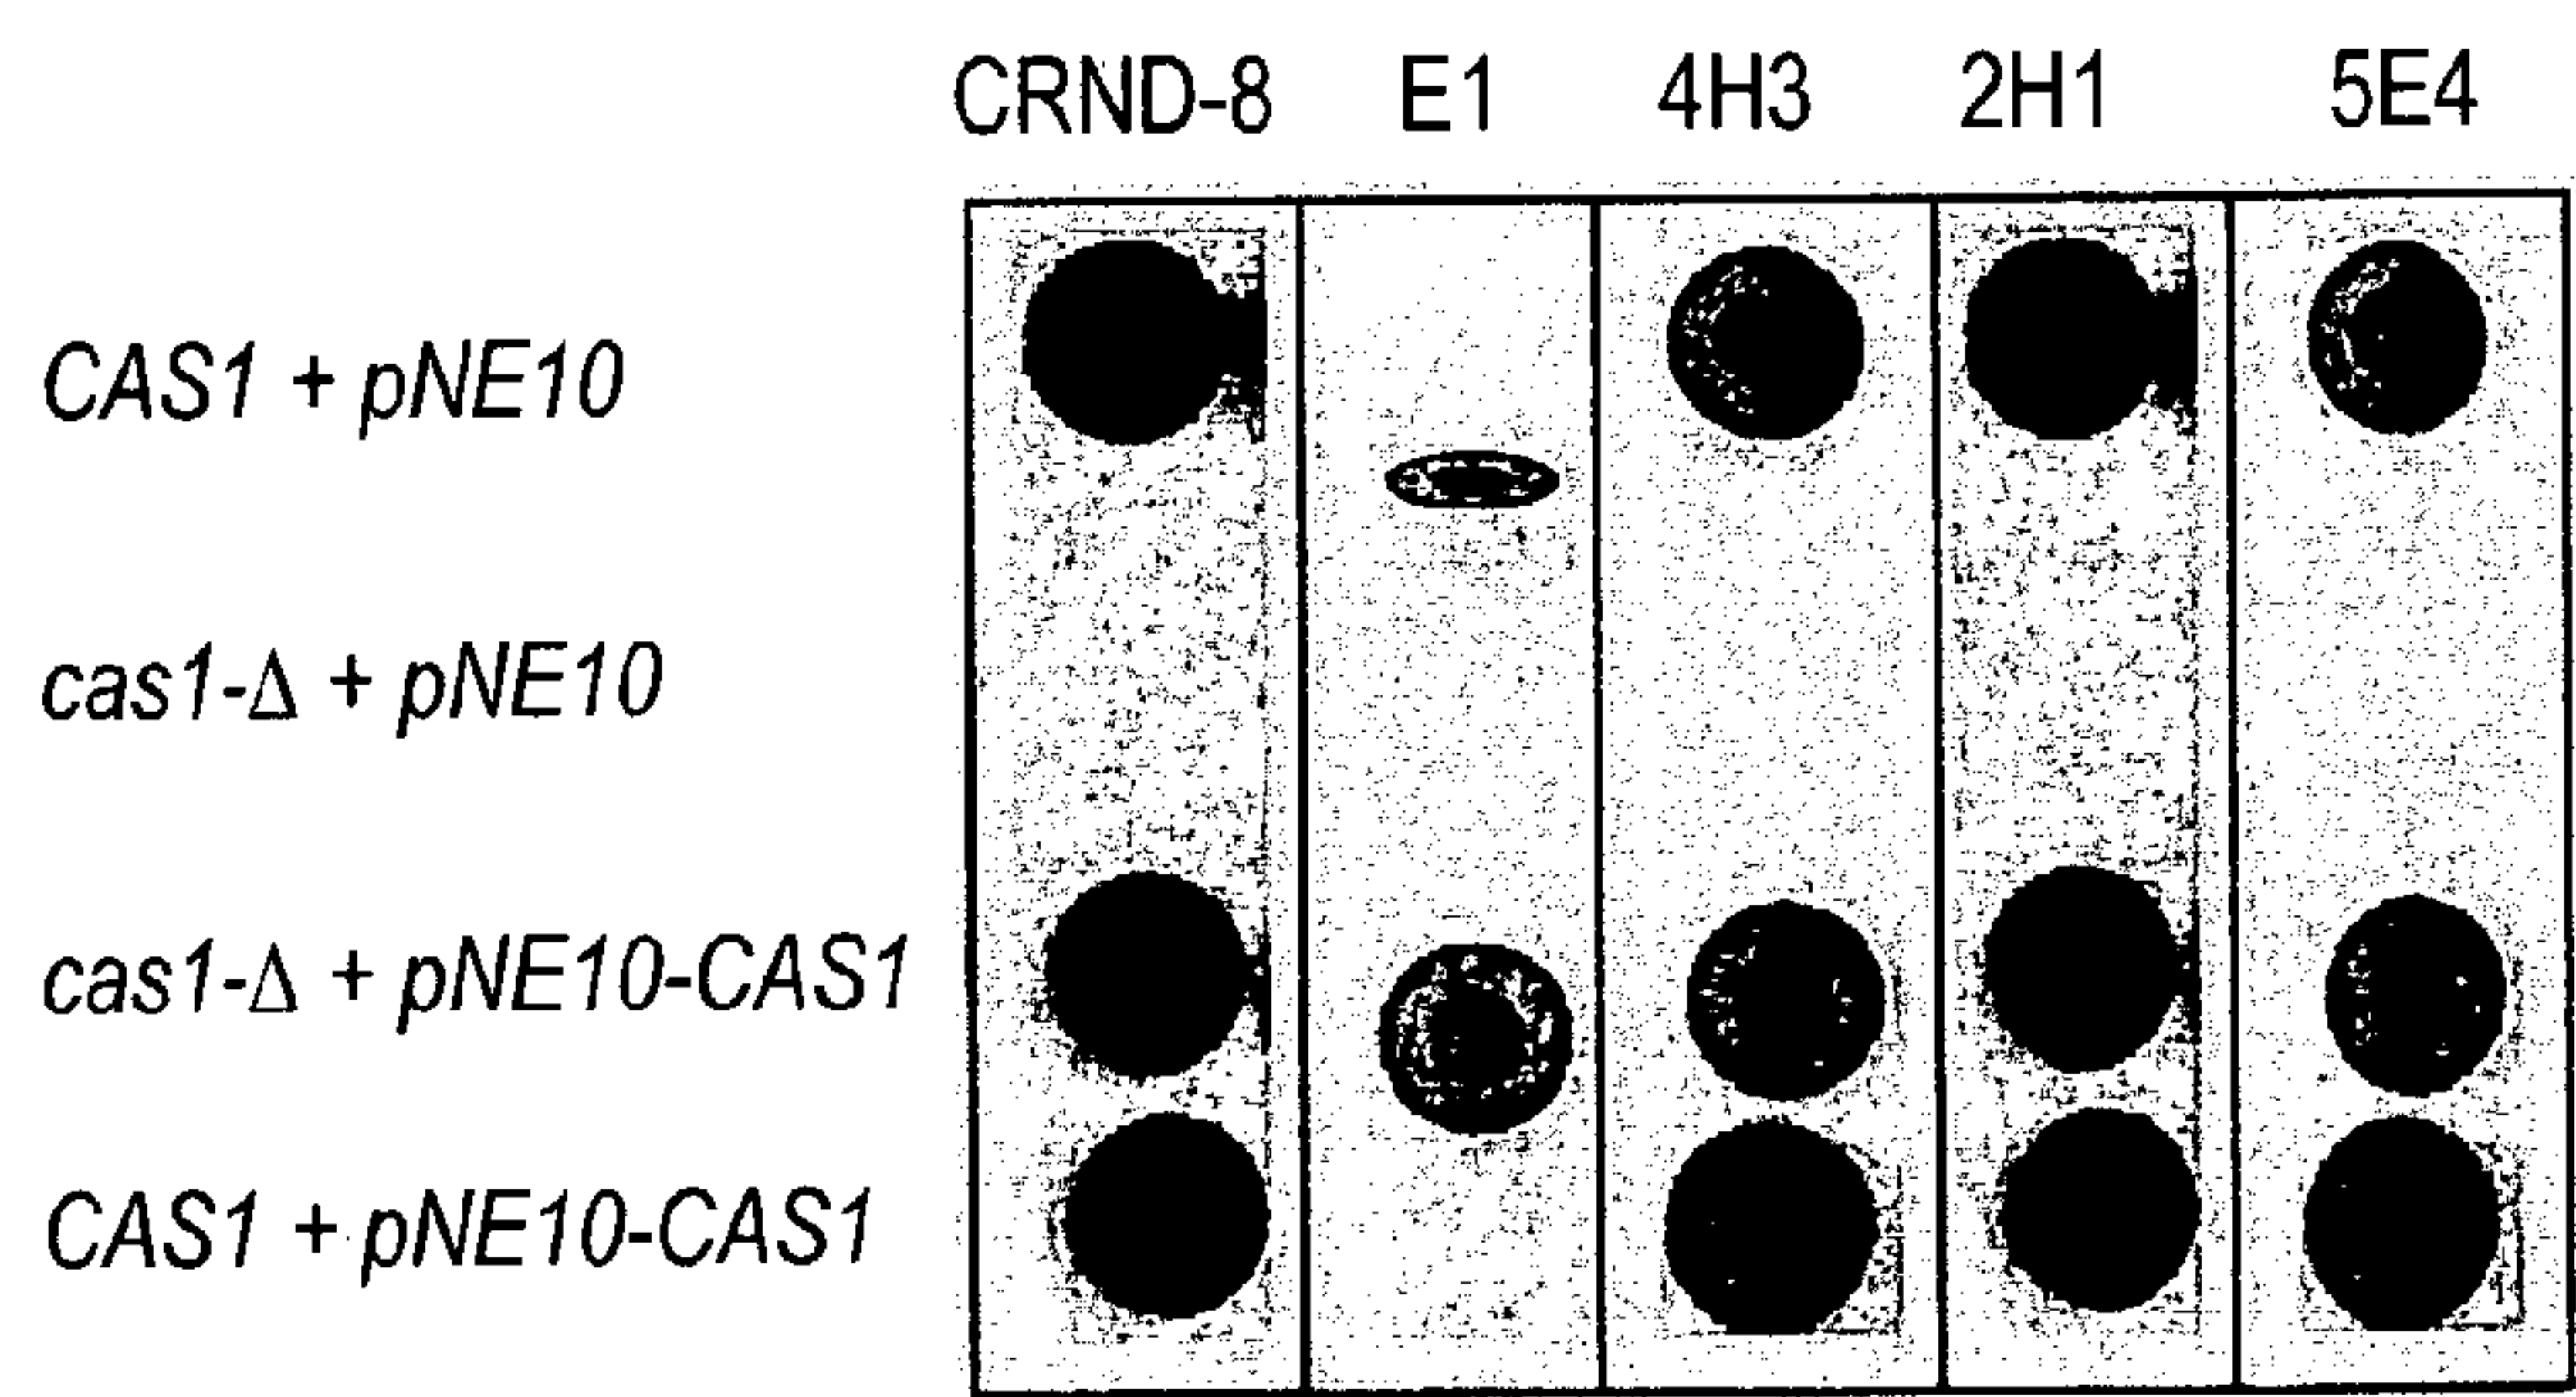 CRND-8 E1 4H3 2H1 5E4
CAS1 + pNE10
cas1-Δ + pNE10
cas1-Δ + pNE10-CAS1
CAS1 + pNE10-CAS1